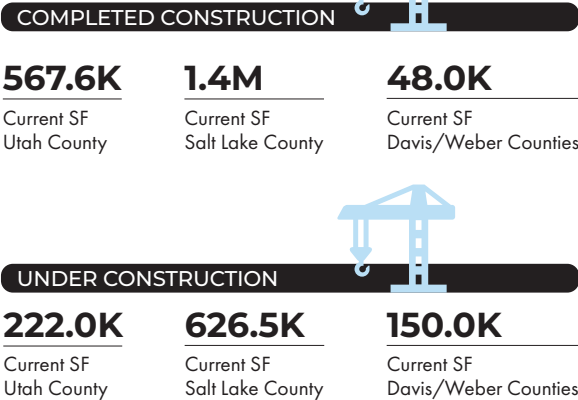 COMPLETED CONSTRUCTION
567.6K 1.4M 48.0K
Current SF Current SF Current SF
Utah County Salt Lake County Davis/Weber Counties
UNDER CONSTRUCTION
222.0K 626.5K 150.0K
Current SF Current SF Current SF
Utah County Salt Lake County Davis/Weber Counties